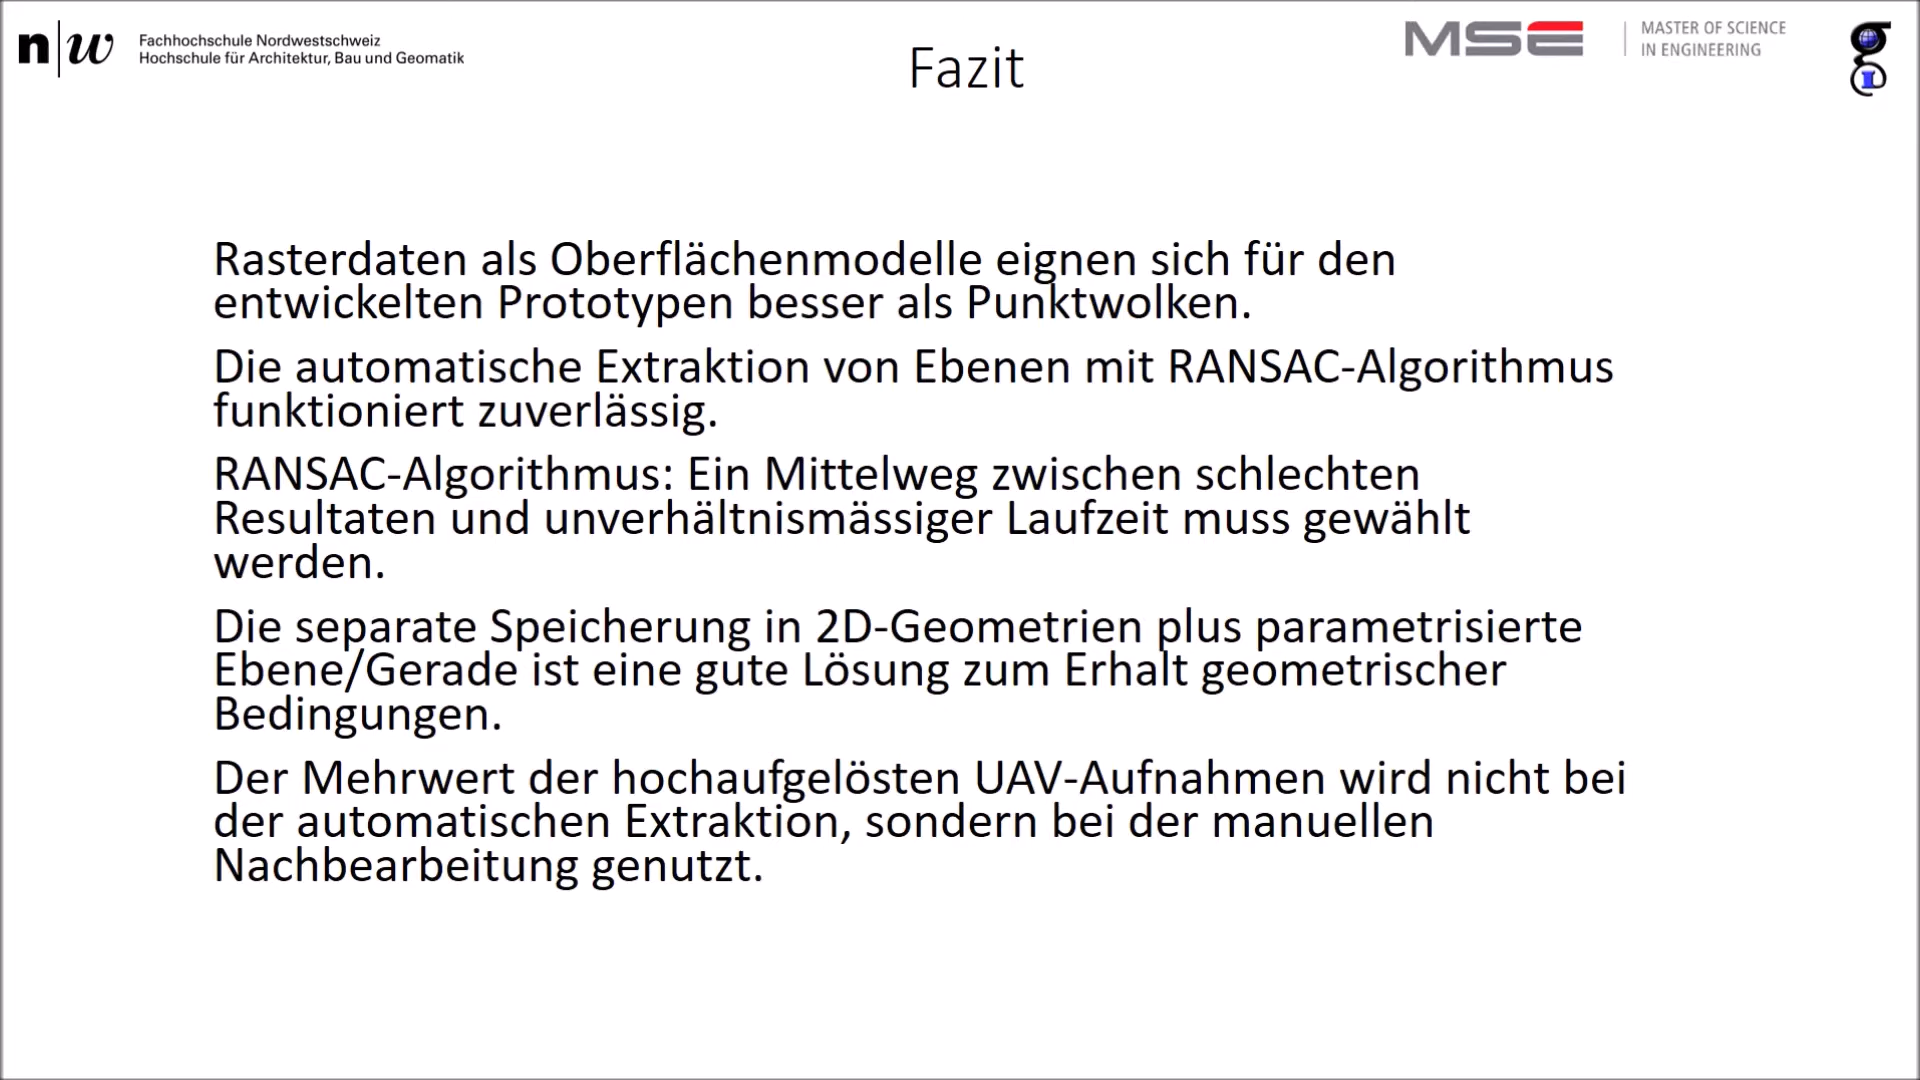 n|w
Fachhochschule Nordwestschweiz
Hochschule für Architektur, Bau und Geomatik
Fazit
MSE
MASTER OF SCIENCE
IN ENGINEERING
Rasterdaten als Oberflächenmodelle eignen sich für den
entwickelten Prototypen besser als Punktwolken.
Die automatische Extraktion von Ebenen mit RANSAC-Algorithmus
funktioniert zuverlässig.
RANSAC-Algorithmus: Ein Mittelweg zwischen schlechten
Resultaten und unverhältnismässiger Laufzeit muss gewählt
werden.
Die separate Speicherung in 2D-Geometrien plus parametrisierte
Ebene/Gerade ist eine gute Lösung zum Erhalt geometrischer
Bedingungen.
Der Mehrwert der hochaufgelösten UAV-Aufnahmen wird nicht bei
der automatischen Extraktion, sondern bei der manuellen
Nachbearbeitung genutzt.